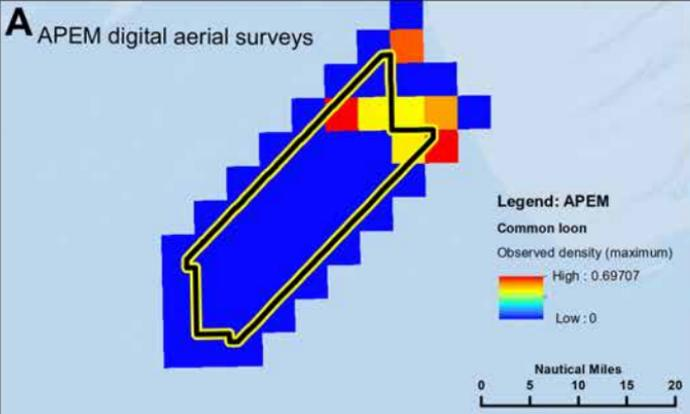 A APEM digital aerial surveys
Legend: APEM
Common loon
Observed density (maximum)
High : 0.69707
Low : 0
Nautical Miles
0 5 10 15 20